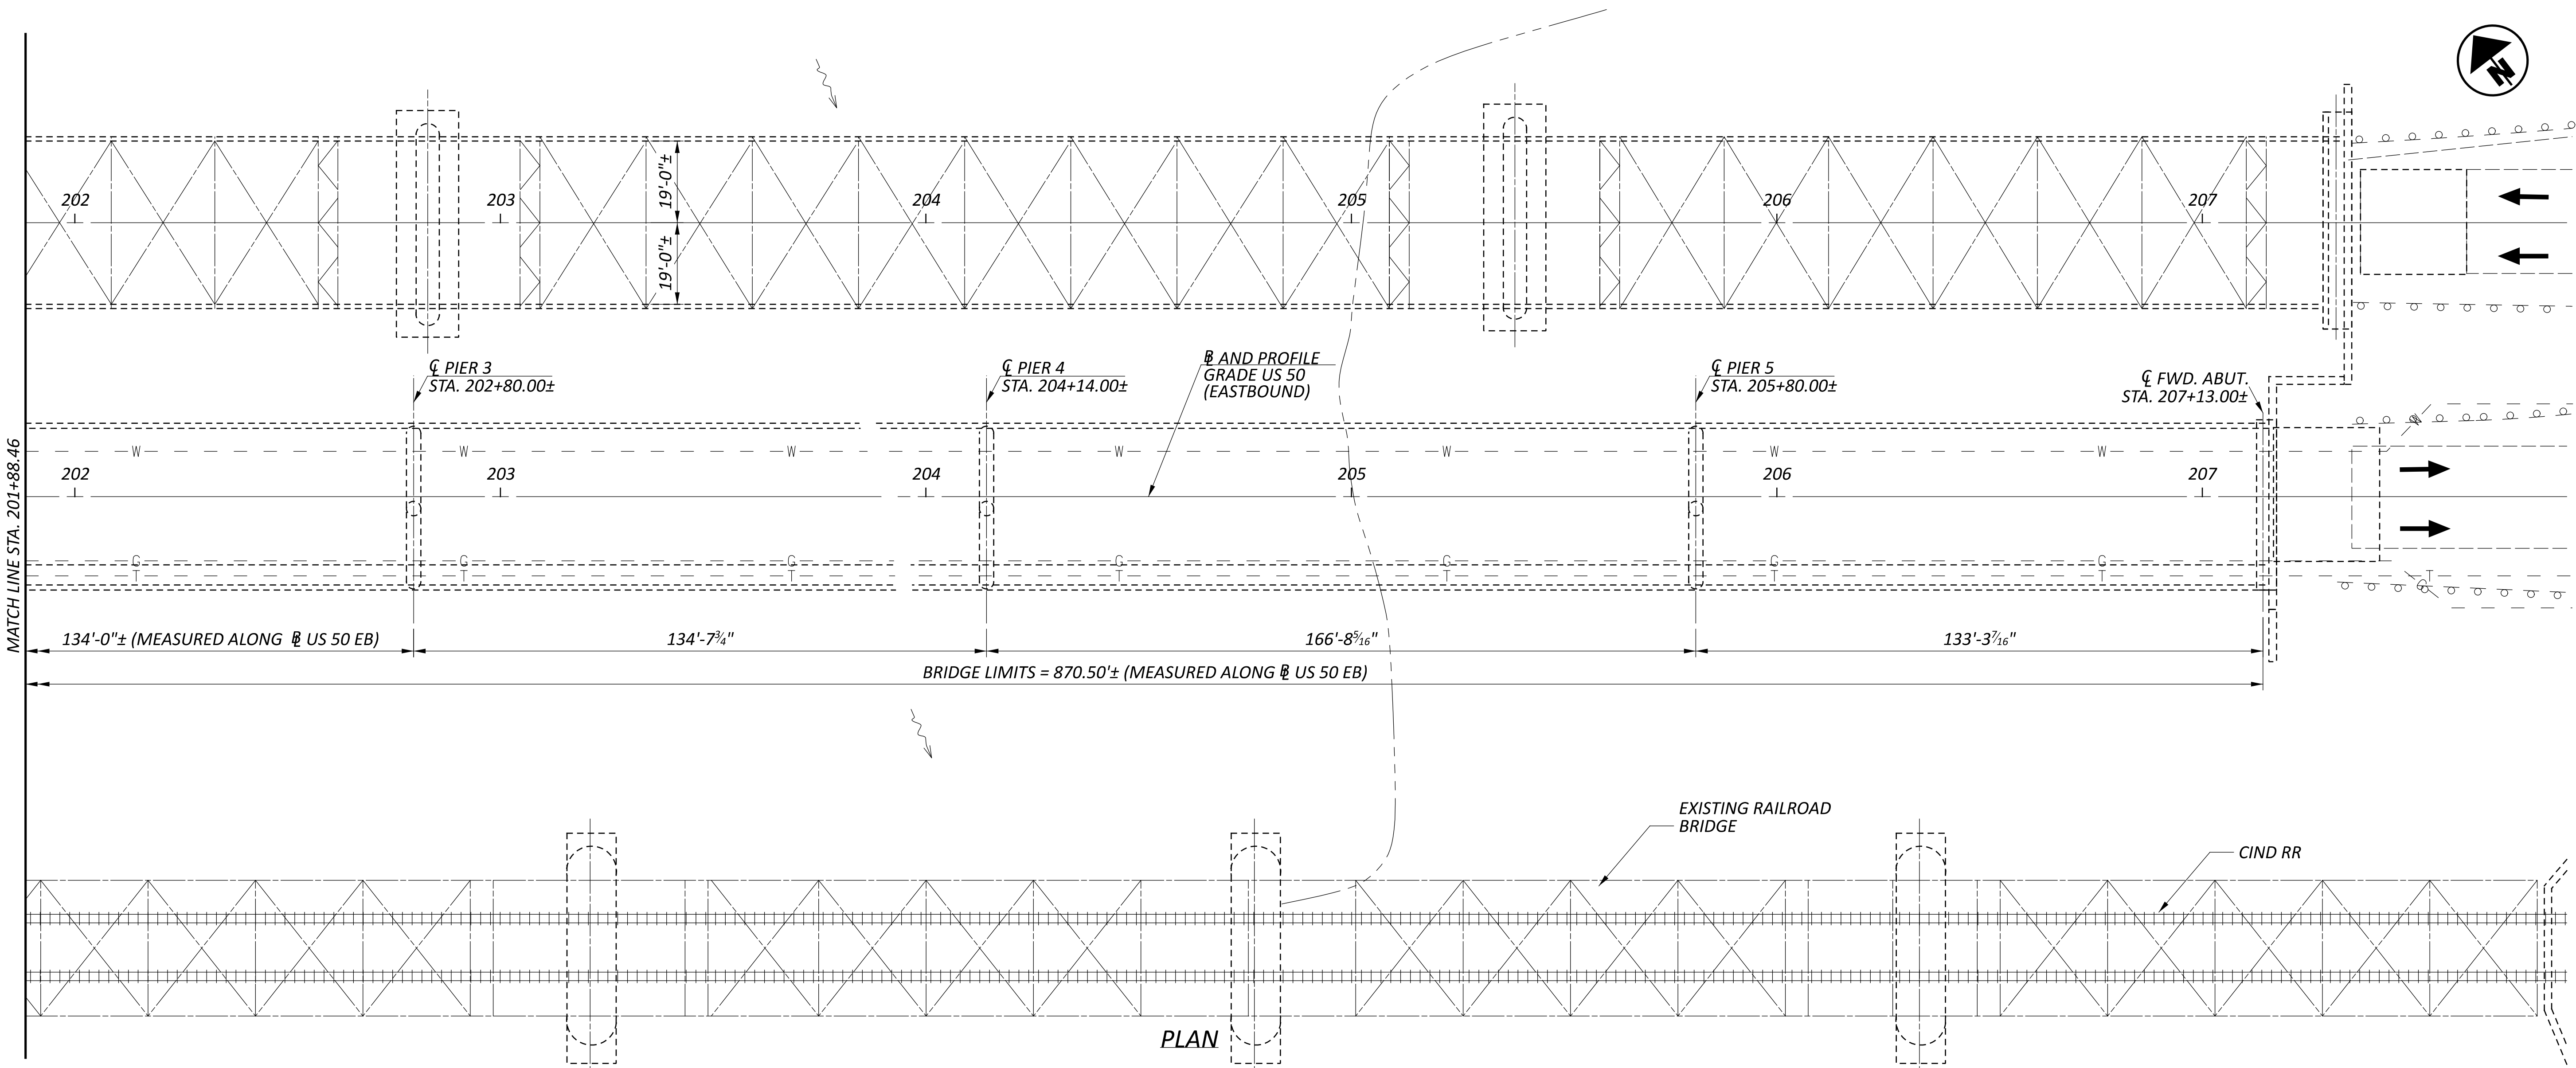 N
202
203
204
205
206
207
19'-0"±
19'-0"±
℄ PIER 3
STA. 202+80.00±
℄ PIER 4
STA. 204+14.00±
BL AND PROFILE
GRADE US 50
(EASTBOUND)
℄ PIER 5
STA. 205+80.00±
℄ FWD. ABUT.
STA. 207+13.00±
MATCH LINE STA. 201+88.46
W W W W W W W W
202
203
204
205
206
207
G G G G G G G G
T T T T T T T T
134'-0"± (MEASURED ALONG BL US 50 EB)
134'-7¾"
166'-8⁵⁄₁₆"
133'-3⁷⁄₁₆"
BRIDGE LIMITS = 870.50'± (MEASURED ALONG BL US 50 EB)
EXISTING RAILROAD
BRIDGE
CIND RR
PLAN